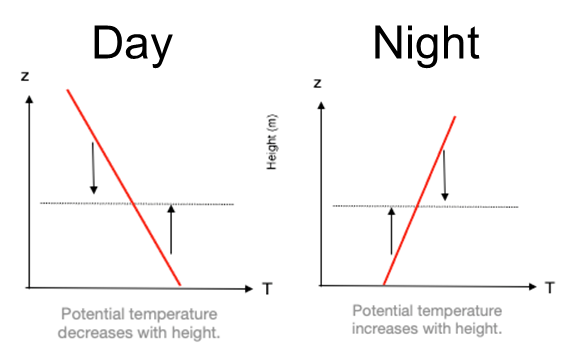 Day
Night
z
z
Height (m)
T
T
Potential temperature
decreases with height.
Potential temperature
increases with height.